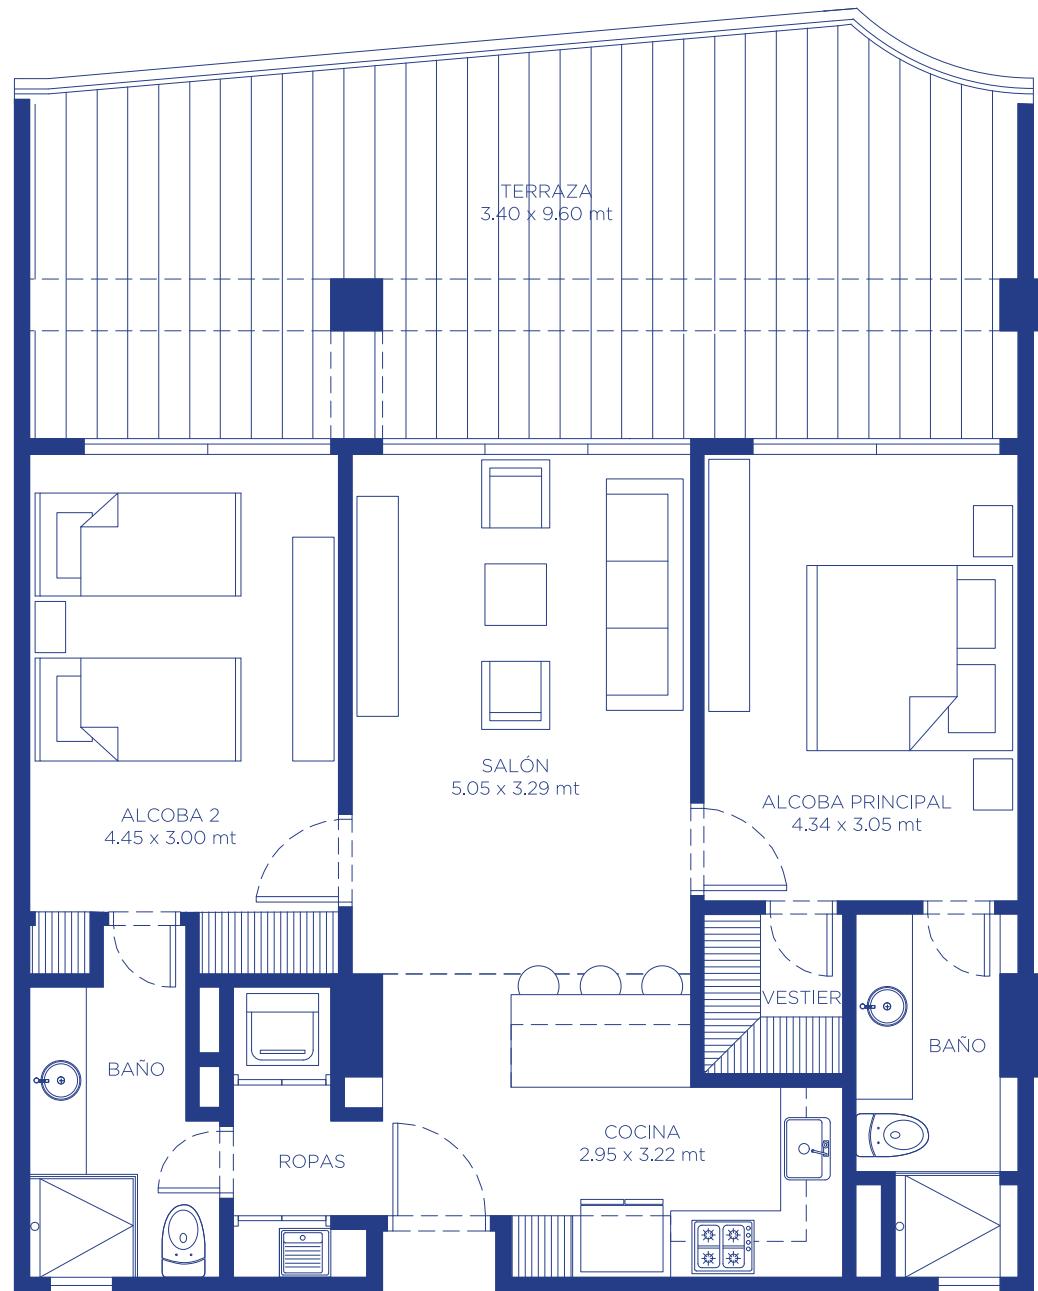 TERRAZA
3.40 x 9.60 mt
SALÓN
5.05 x 3.29 mt
ALCOBA 2
4.45 x 3.00 mt
ALCOBA PRINCIPAL
4.34 x 3.05 mt
VESTIER
BAÑO
BAÑO
COCINA
2.95 x 3.22 mt
ROPAS